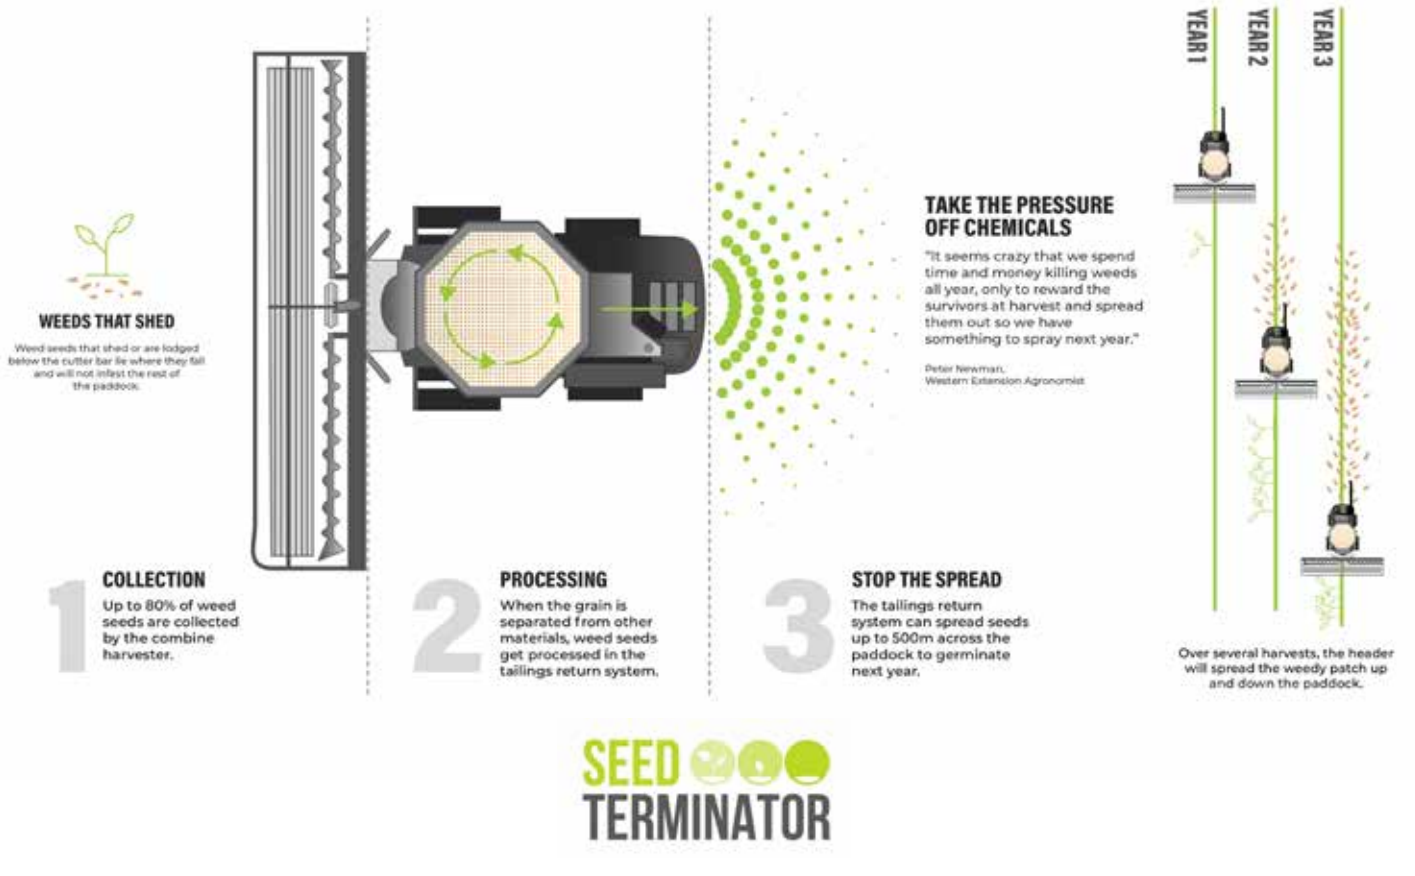 WEEDS THAT SHED
Weed seeds that shed or are lodged
below the cutter bar lie where they fall
and will not infest the rest of
the paddock.
1
COLLECTION
Up to 80% of weed
seeds are collected
by the combine
harvester.
2
PROCESSING
When the grain is
separated from other
materials, weed seeds
get processed in the
tailings return system.
3
STOP THE SPREAD
The tailings return
system can spread seeds
up to 500m across the
paddock to germinate
next year.
TAKE THE PRESSURE
OFF CHEMICALS
"It seems crazy that we spend
time and money killing weeds
all year, only to reward the
survivors at harvest and spread
them out so we have
something to spray next year."
Peter Newman,
Western Extension Agronomist
YEAR 1
YEAR 2
YEAR 3
Over several harvests, the header
will spread the weedy patch up
and down the paddock.
SEED
TERMINATOR